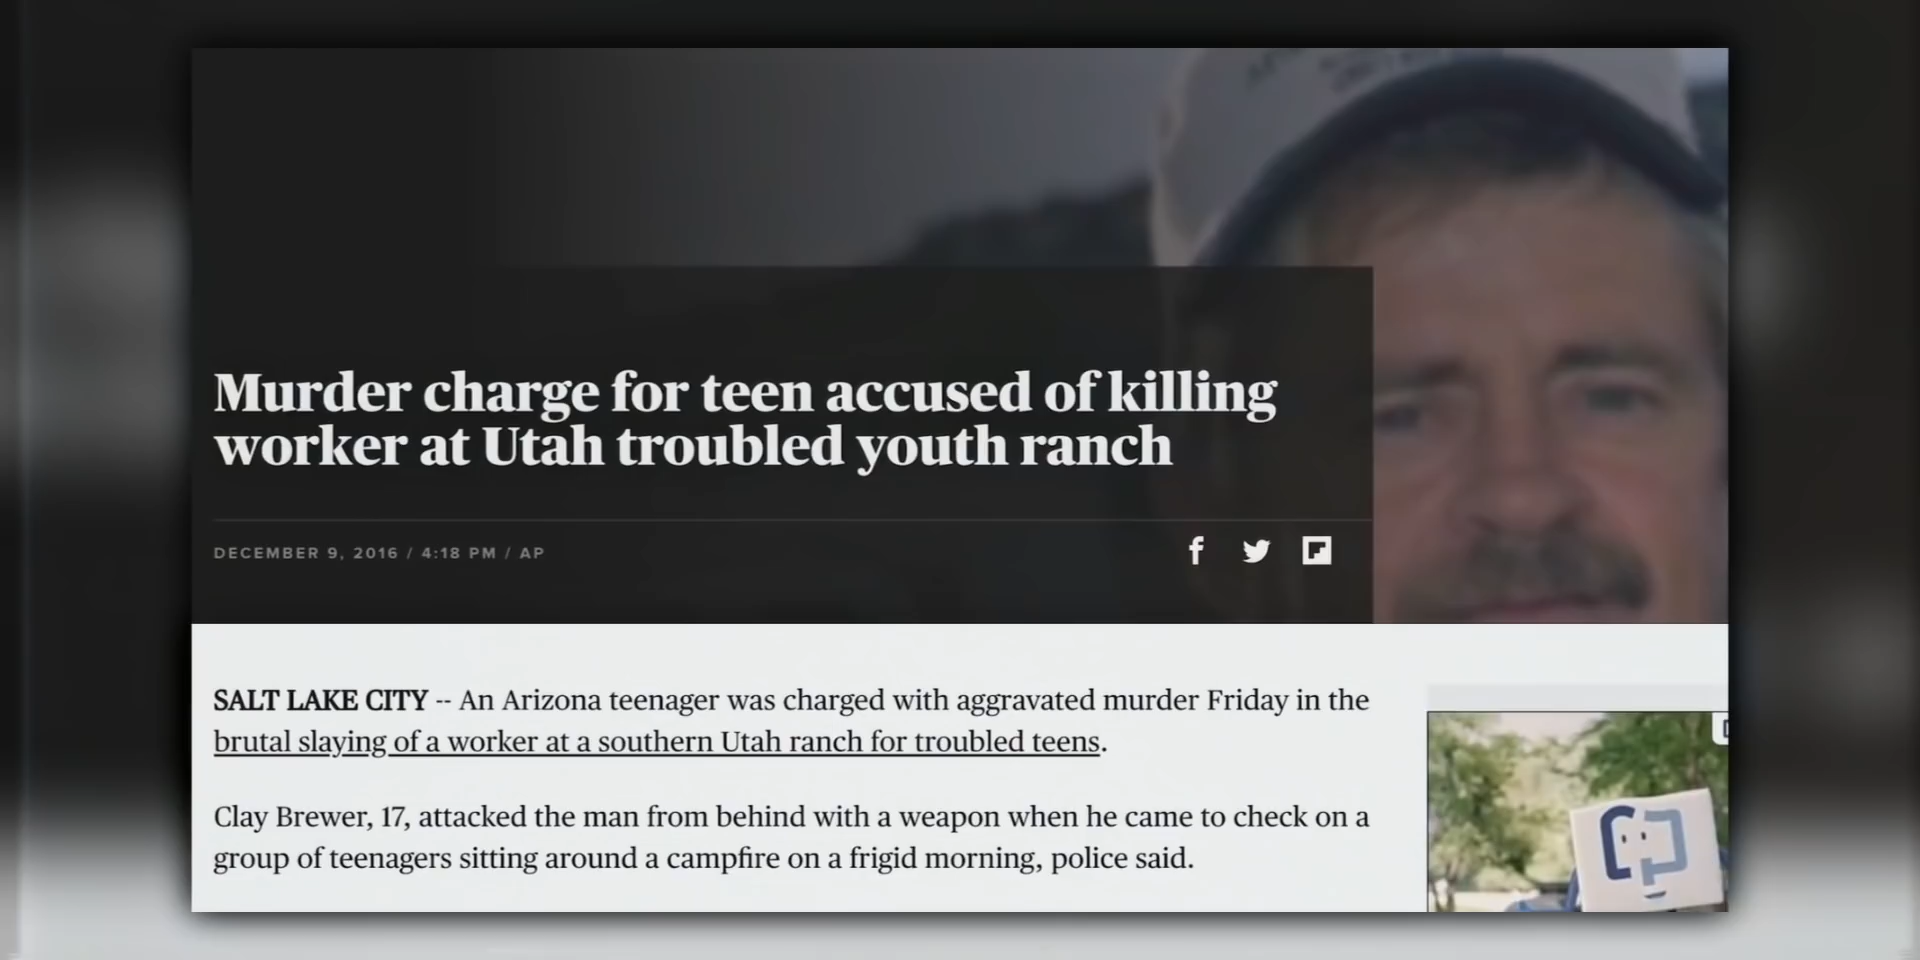 Murder charge for teen accused of killing
worker at Utah troubled youth ranch
DECEMBER 9, 2016 / 4:18 PM / AP
SALT LAKE CITY -- An Arizona teenager was charged with aggravated murder Friday in the
brutal slaying of a worker at a southern Utah ranch for troubled teens.
Clay Brewer, 17, attacked the man from behind with a weapon when he came to check on a
group of teenagers sitting around a campfire on a frigid morning, police said.